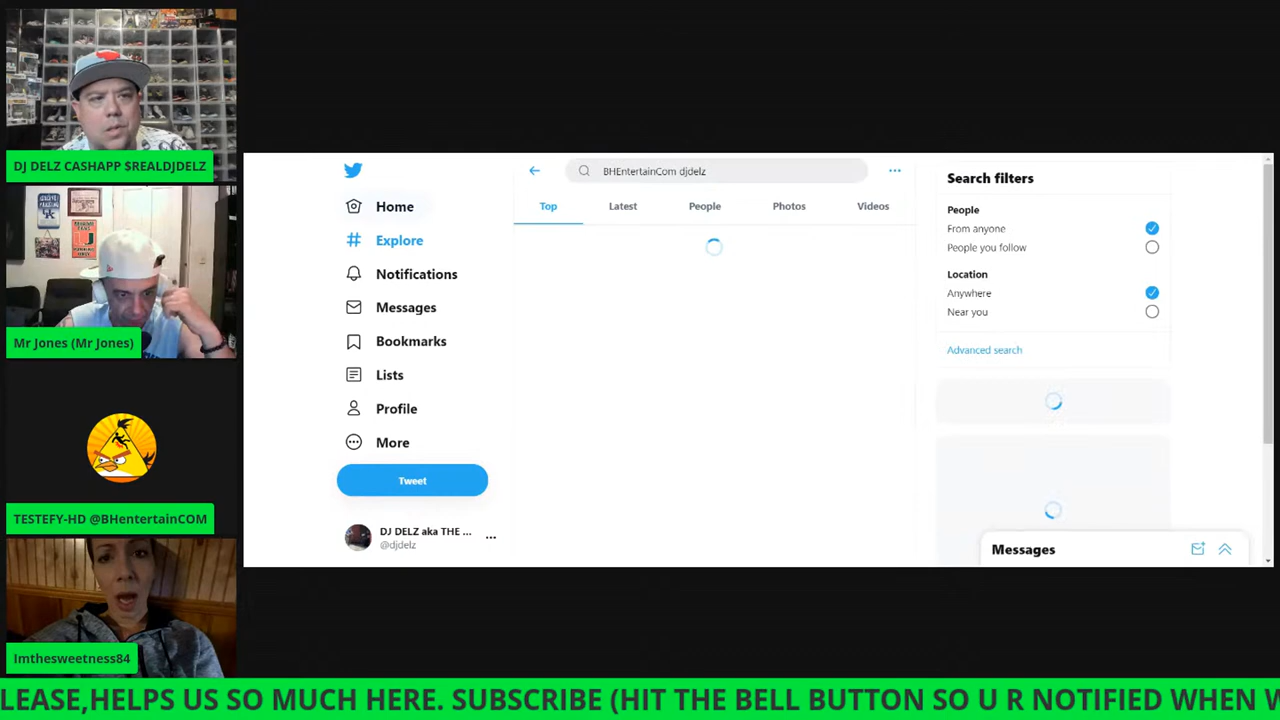 DJ DELZ CASHAPP $REALDJDELZ
Mr Jones (Mr Jones)
TESTEFY-HD @BHentertainCOM
Imthesweetness84
BHEntertainCom djdelz
Top
Latest
People
Photos
Videos
Home
Explore
Notifications
Messages
Bookmarks
Lists
Profile
More
Tweet
DJ DELZ aka THE ...
@djdelz
Search filters
People
From anyone
People you follow
Location
Anywhere
Near you
Advanced search
Messages
LEASE,HELPS US SO MUCH HERE. SUBSCRIBE (HIT THE BELL BUTTON SO U R NOTIFIED WHEN W